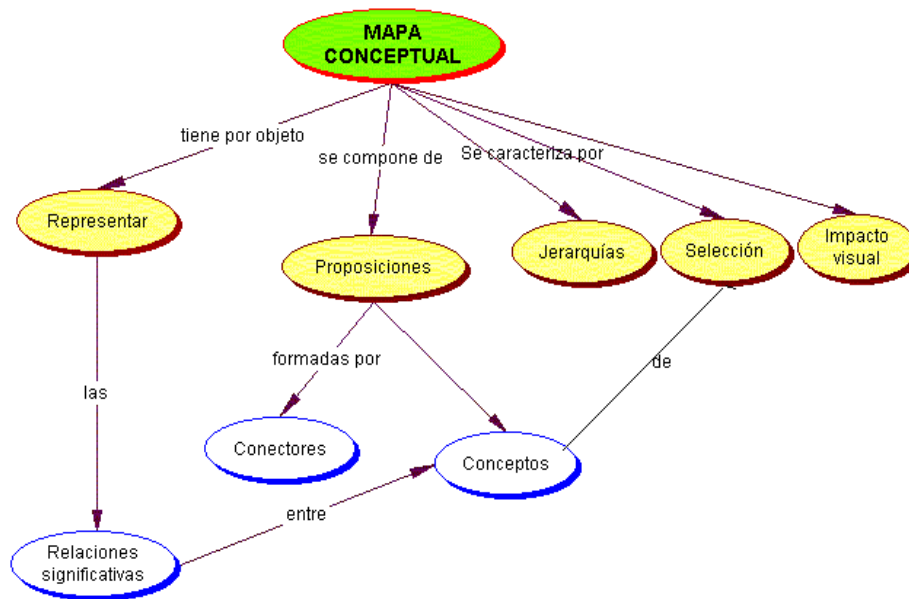 MAPA
CONCEPTUAL
tiene por objeto
se compone de
Se caracteriza por
Representar
Proposiciones
Jerarquías
Selección
Impacto
visual
formadas por
de
las
Conectores
Conceptos
entre
Relaciones
significativas